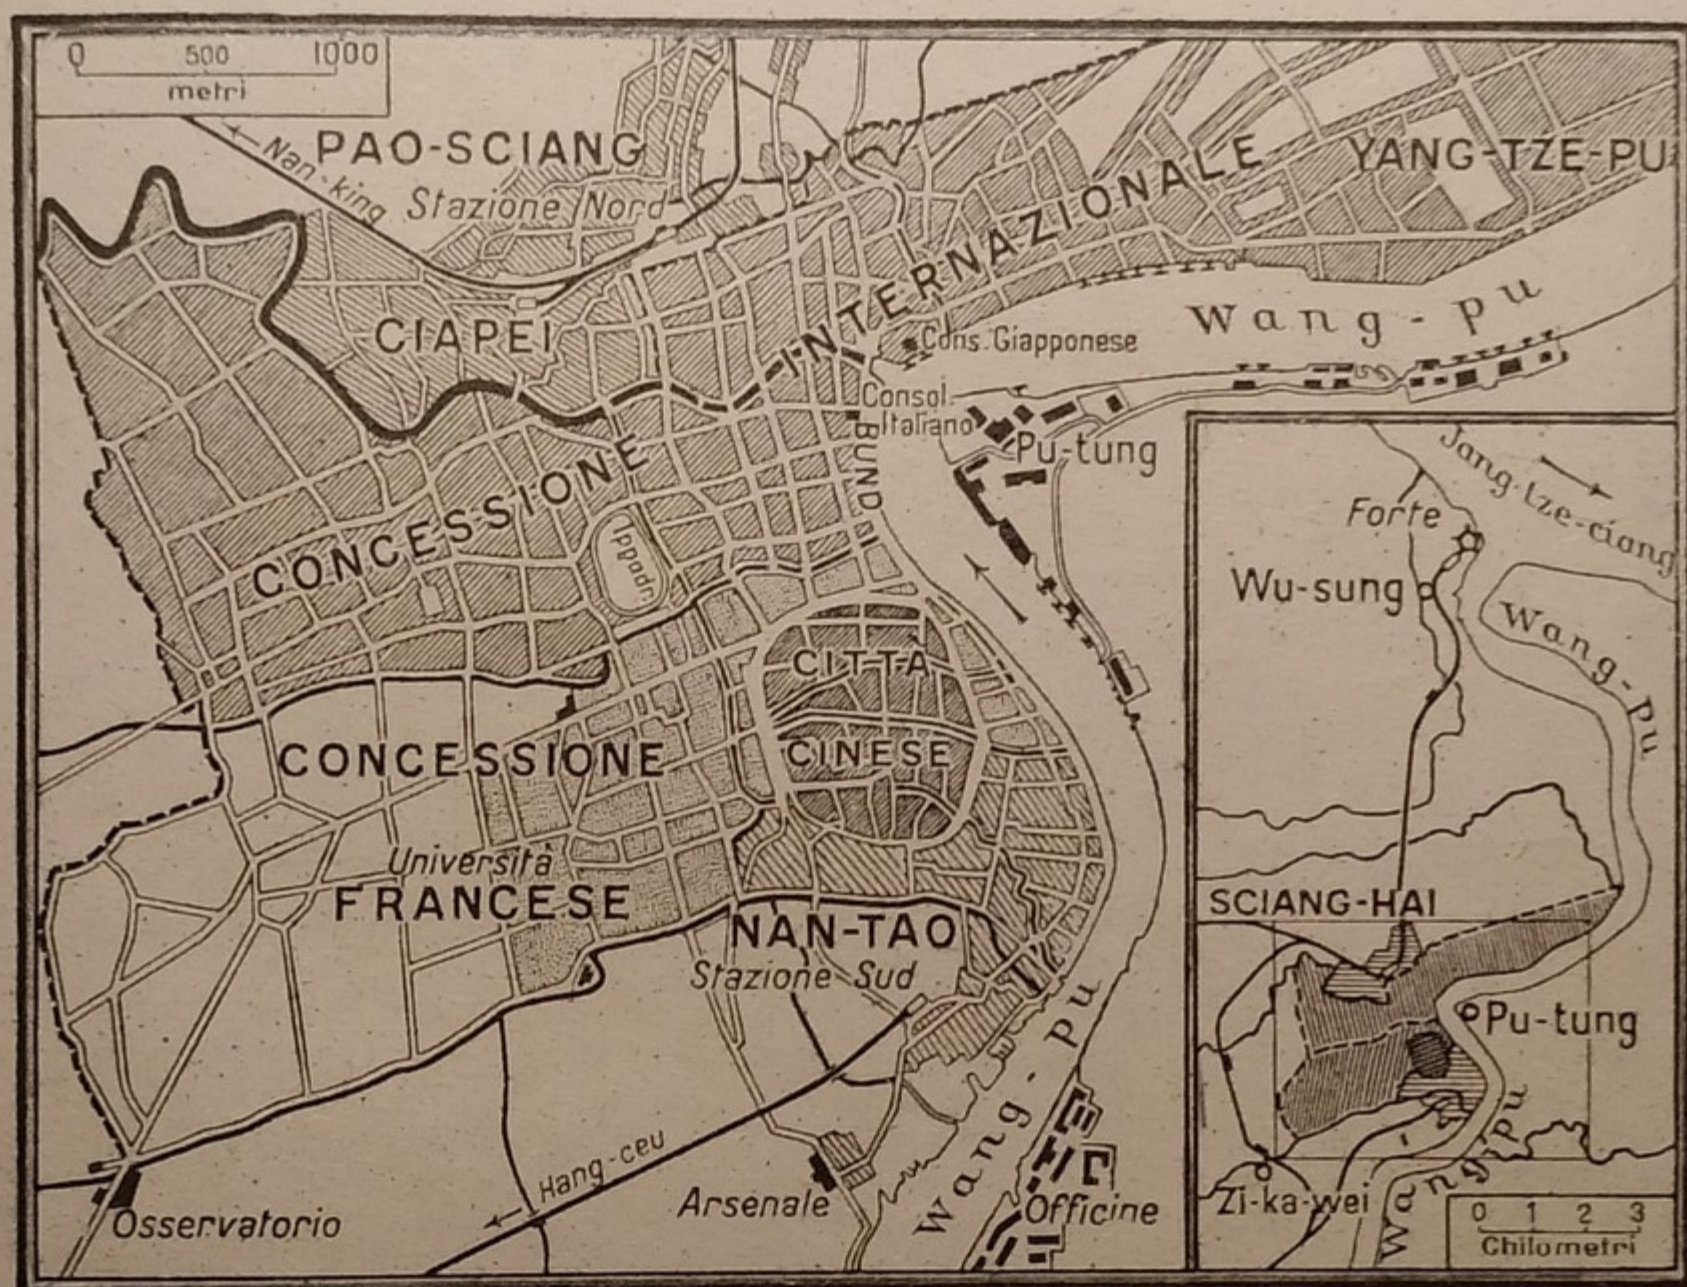 0 500 1000
metri
PAO-SCIANG
Nan-king
Stazione Nord
YANG-TZE-PU
CIAPEI
CONCESSIONE INTERNAZIONALE
Cons. Giapponese
Wang-pu
Consol.
Italiano
BUND
Pu-tung
Ippodr.
CITTA
CINESE
CONCESSIONE
Università
FRANCESE
NAN-TAO
Stazione Sud
Wang-pu
Hang-ceu
Arsenale
Officine
Osservatorio
Jang-tze-ciang
Forte
Wu-sung
Wang-pu
SCIANG-HAI
Pu-tung
Zi-ka-wei
Wang-pu
0 1 2 3
Chilometri